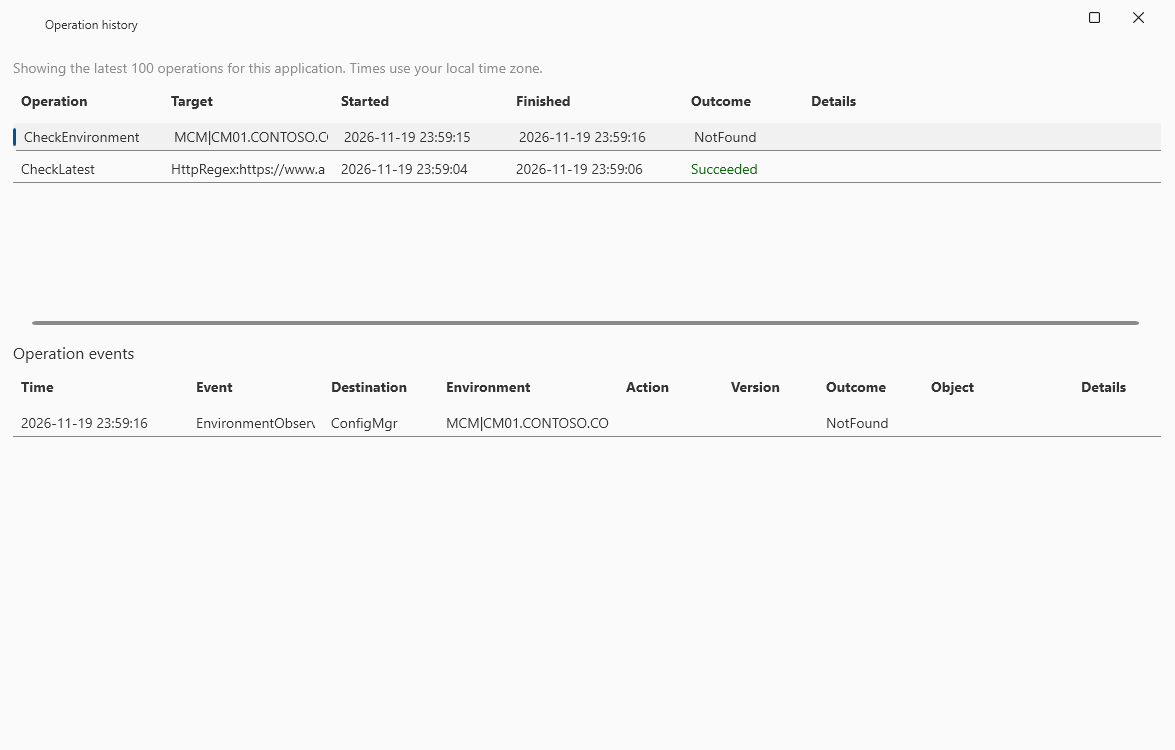 Operation history
Showing the latest 100 operations for this application. Times use your local time zone.
Operation Target Started Finished Outcome Details
CheckEnvironment MCM|CM01.CONTOSO.C 2026-11-19 23:59:15 2026-11-19 23:59:16 NotFound
CheckLatest HttpRegex:https://www.a 2026-11-19 23:59:04 2026-11-19 23:59:06 Succeeded
Operation events
Time Event Destination Environment Action Version Outcome Object Details
2026-11-19 23:59:16 EnvironmentObserv ConfigMgr MCM|CM01.CONTOSO.CO NotFound